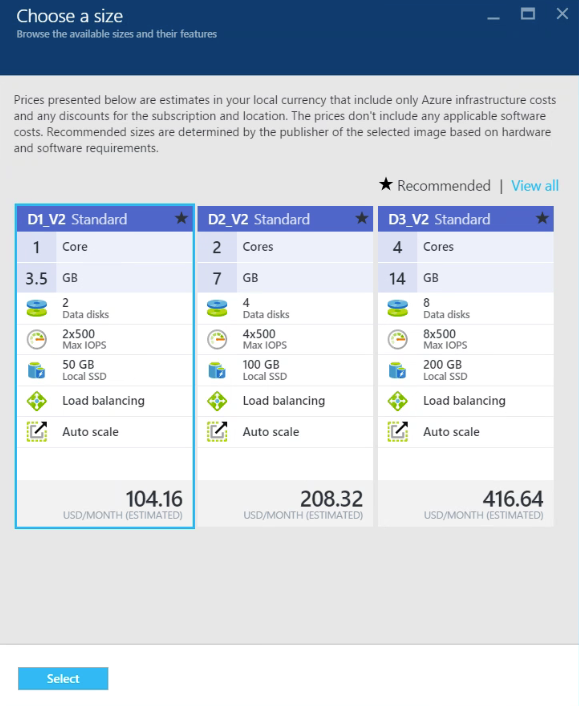 Choose a size
Browse the available sizes and their features
Prices presented below are estimates in your local currency that include only Azure infrastructure costs
and any discounts for the subscription and location. The prices don't include any applicable software
costs. Recommended sizes are determined by the publisher of the selected image based on hardware
and software requirements.
★ Recommended | View all
D1_V2 Standard ★
1 Core
3.5 GB
2
Data disks
2x500
Max IOPS
50 GB
Local SSD
Load balancing
Auto scale
104.16
USD/MONTH (ESTIMATED)
D2_V2 Standard ★
2 Cores
7 GB
4
Data disks
4x500
Max IOPS
100 GB
Local SSD
Load balancing
Auto scale
208.32
USD/MONTH (ESTIMATED)
D3_V2 Standard ★
4 Cores
14 GB
8
Data disks
8x500
Max IOPS
200 GB
Local SSD
Load balancing
Auto scale
416.64
USD/MONTH (ESTIMATED)
Select